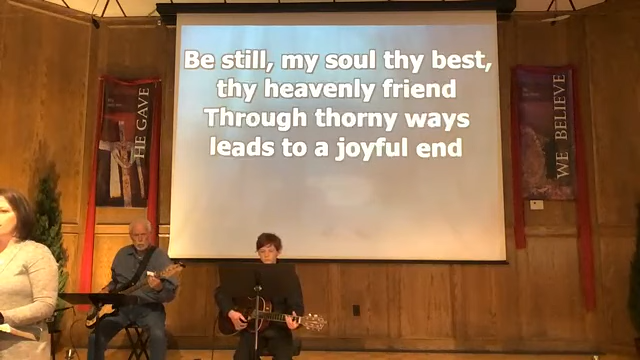 Be still, my soul thy best,
thy heavenly friend
Through thorny ways
leads to a joyful end
HE GAVE
WE BELIEVE